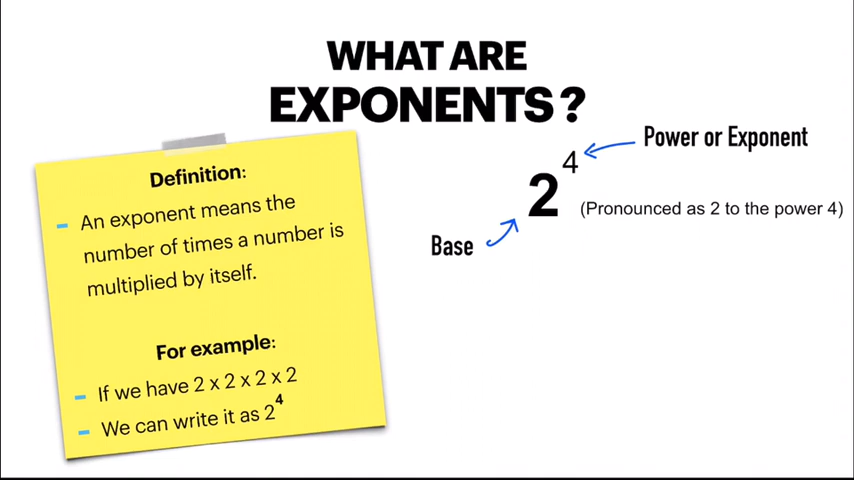 WHAT ARE
EXPONENTS?
Definition:
- An exponent means the
number of times a number is
multiplied by itself.
For example:
- If we have 2 x 2 x 2 x 2
- We can write it as 2⁴
Power or Exponent
2⁴
(Pronounced as 2 to the power 4)
Base